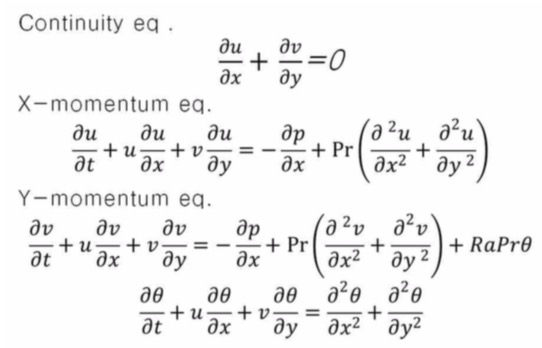 Continuity eq .
∂u/∂x + ∂v/∂y =0
X-momentum eq.
∂u/∂t + u ∂u/∂x + v ∂u/∂y = − ∂p/∂x + Pr(∂²u/∂x² + ∂²u/∂y²)
Y-momentum eq.
∂v/∂t + u ∂v/∂x + v ∂v/∂y = − ∂p/∂x + Pr(∂²v/∂x² + ∂²v/∂y²) + RaPrθ
∂θ/∂t + u ∂θ/∂x + v ∂θ/∂y = ∂²θ/∂x² + ∂²θ/∂y²